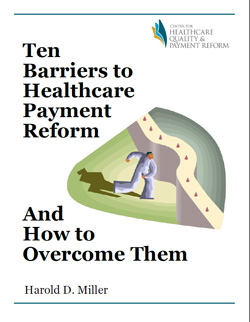 CENTER FOR
HEALTHCARE
QUALITY &
PAYMENT REFORM
Ten
Barriers to
Healthcare
Payment
Reform
And
How to
Overcome Them
Harold D. Miller